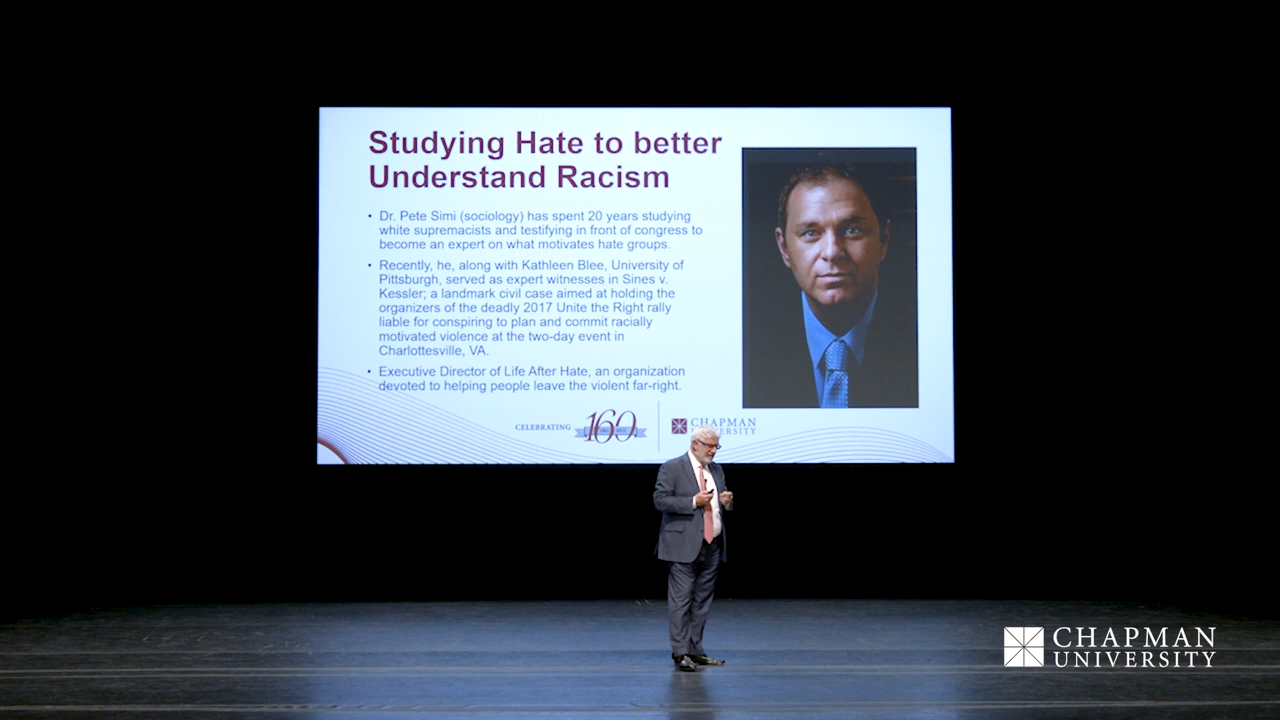 Studying Hate to better
Understand Racism
• Dr. Pete Simi (sociology) has spent 20 years studying
white supremacists and testifying in front of congress to
become an expert on what motivates hate groups.
• Recently, he, along with Kathleen Blee, University of
Pittsburgh, served as expert witnesses in Sines v.
Kessler; a landmark civil case aimed at holding the
organizers of the deadly 2017 Unite the Right rally
liable for conspiring to plan and commit racially
motivated violence at the two-day event in
Charlottesville, VA.
• Executive Director of Life After Hate, an organization
devoted to helping people leave the violent far-right.
CELEBRATING 160
CHAPMAN
UNIVERSITY
CHAPMAN
UNIVERSITY